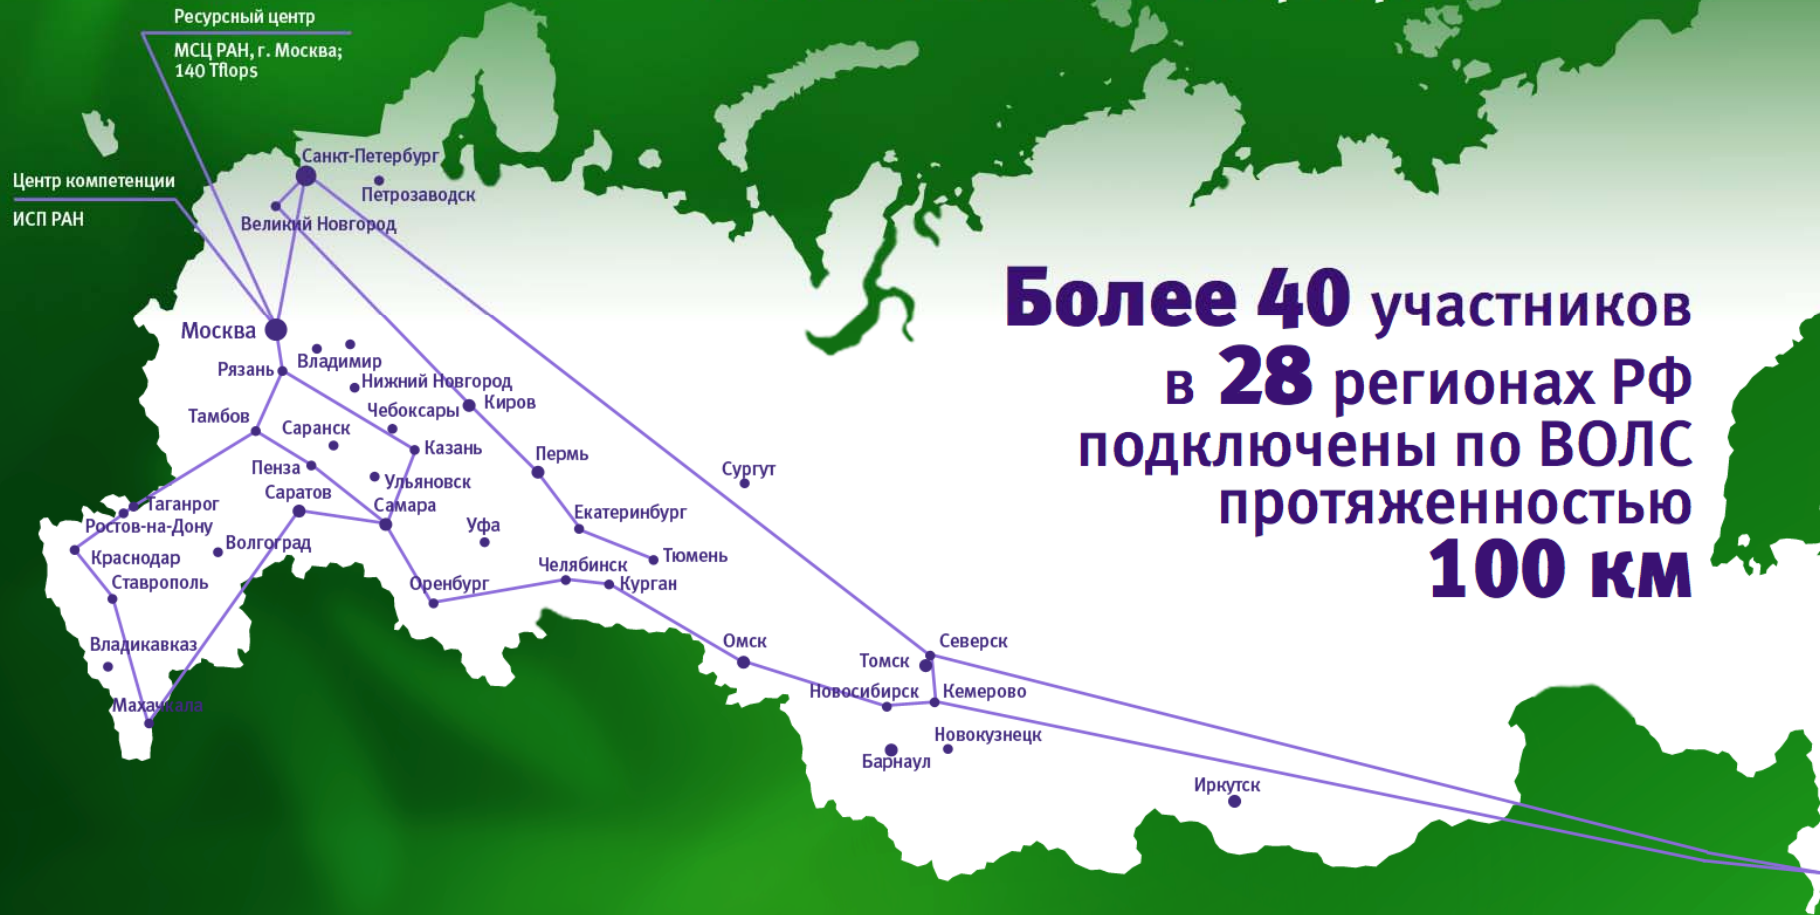 Ресурсный центр
МСЦ РАН, г. Москва;
140 Tflops
Центр компетенции
ИСП РАН
Санкт-Петербург
Петрозаводск
Великий Новгород
Москва
Владимир
Рязань
Нижний Новгород
Киров
Чебоксары
Тамбов
Саранск
Казань
Пенза
Пермь
Ульяновск
Саратов
Самара
Сургут
Таганрог
Ростов-на-Дону
Уфа
Екатеринбург
Волгоград
Краснодар
Тюмень
Челябинск
Ставрополь
Оренбург
Курган
Владикавказ
Махачкала
Омск
Северск
Томск
Новосибирск
Кемерово
Новокузнецк
Барнаул
Иркутск
Более 40 участников
в 28 регионах РФ
подключены по ВОЛС
протяженностью
100 км